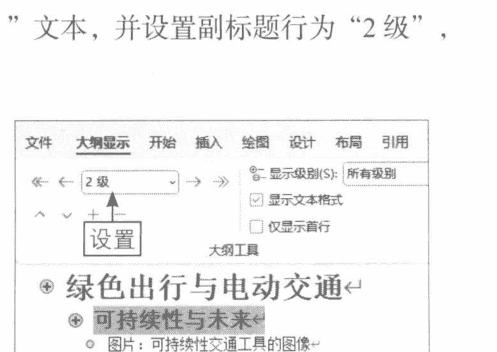 ”文本，并设置副标题行为“2 级”，
文件 大纲显示 开始 插入 绘图 设计 布局 引用
2 级 显示级别(S): 所有级别
显示文本格式
设置 仅显示首行
大纲工具
绿色出行与电动交通
可持续性与未来
图片：可持续性交通工具的图像